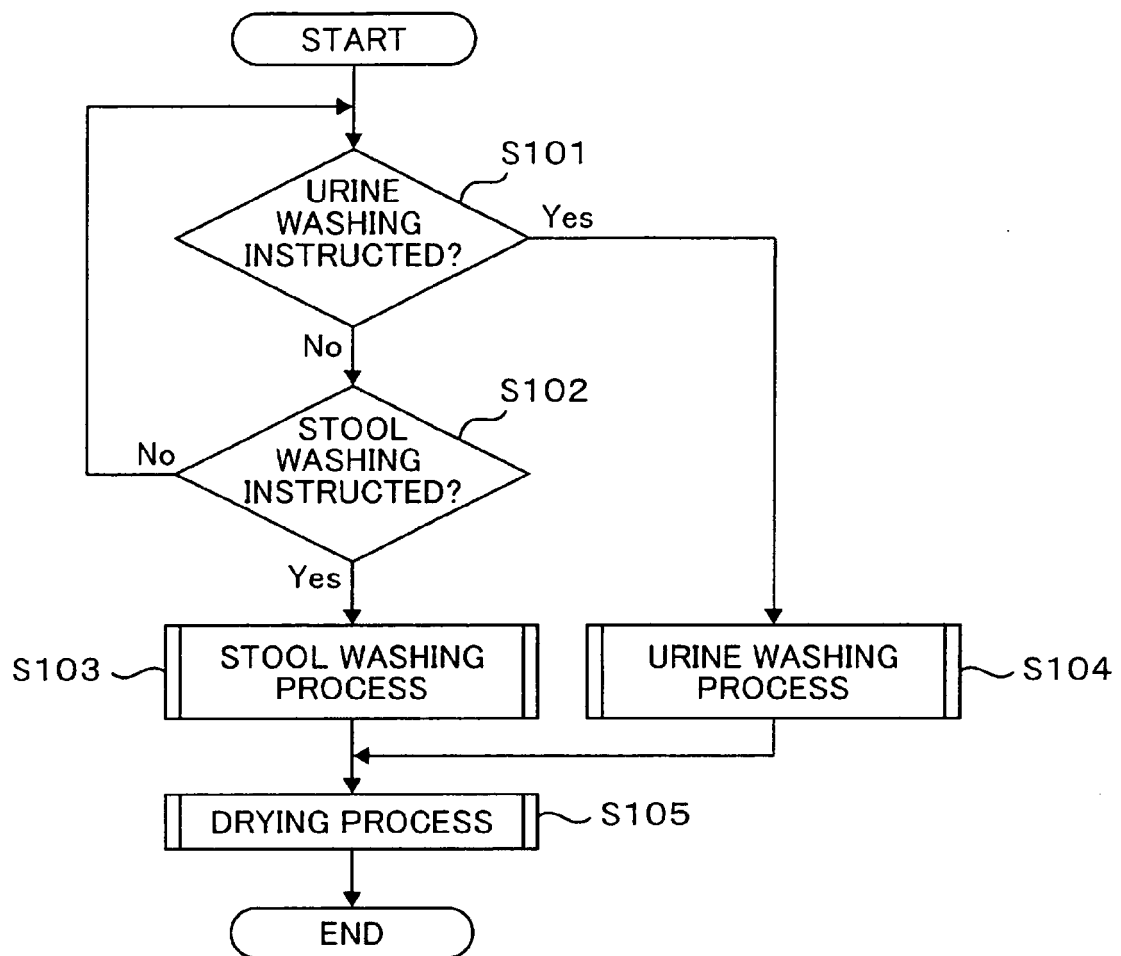 START
S101
URINE
WASHING
INSTRUCTED?
Yes
No
S102
STOOL
WASHING
INSTRUCTED?
No
Yes
S103
STOOL WASHING
PROCESS
URINE WASHING
PROCESS
S104
DRYING PROCESS
S105
END